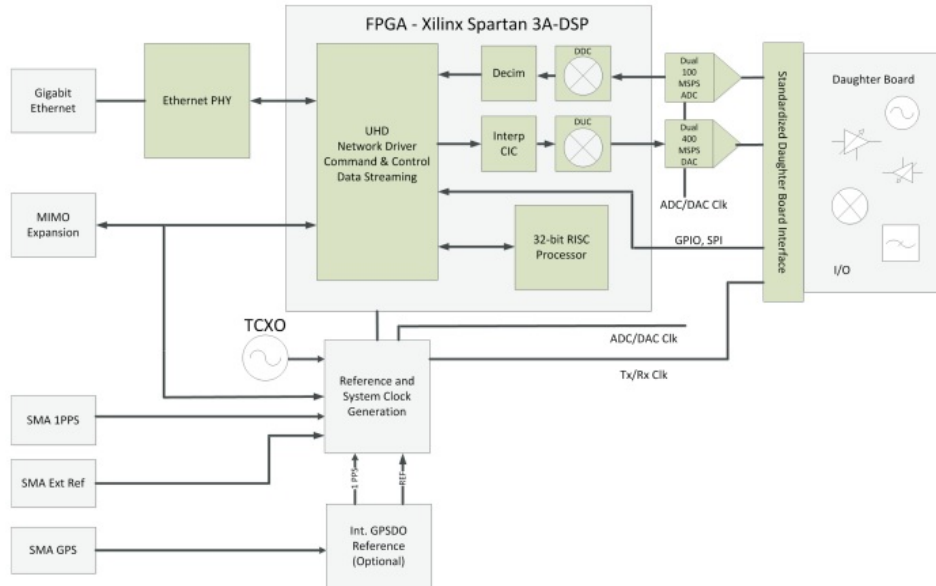 FPGA - Xilinx Spartan 3A-DSP
Gigabit
Ethernet
Ethernet PHY
UHD
Network Driver
Command & Control
Data Streaming
Decim
DDC
Dual
100
MSPS
ADC
Interp
CIC
DUC
Dual
400
MSPS
DAC
ADC/DAC Clk
Standardized Daughter Board Interface
Daughter Board
I/O
MIMO
Expansion
32-bit RISC
Processor
GPIO, SPI
TCXO
ADC/DAC Clk
Tx/Rx Clk
Reference and
System Clock
Generation
SMA 1PPS
SMA Ext Ref
1 PPS
REF
SMA GPS
Int. GPSDO
Reference
(Optional)